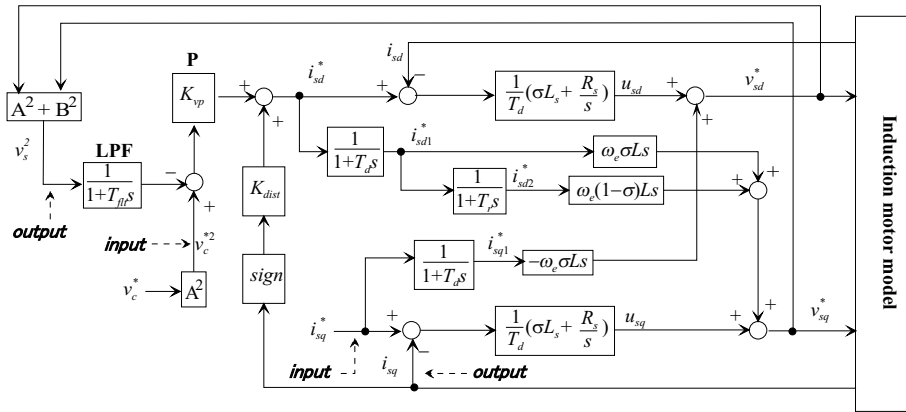 A² + B²
v_s²
LPF
1/(1+T_flt s)
output
input
v_c*²
v_c*
A²
P
K_vp
K_dist
sign
+
−
+
+
+
i_sd*
i_sd
+
−
1/T_d (σL_s + R_s/s)
u_sd
+
+
v_sd*
1/(1+T_d s)
i_sd1*
ω_e σLs
1/(1+T_r s)
i_sd2*
ω_e(1−σ)Ls
+
+
1/(1+T_d s)
i_sq1*
−ω_e σLs
i_sq*
input
+
−
i_sq
output
1/T_d (σL_s + R_s/s)
u_sq
+
+
v_sq*
Induction motor model